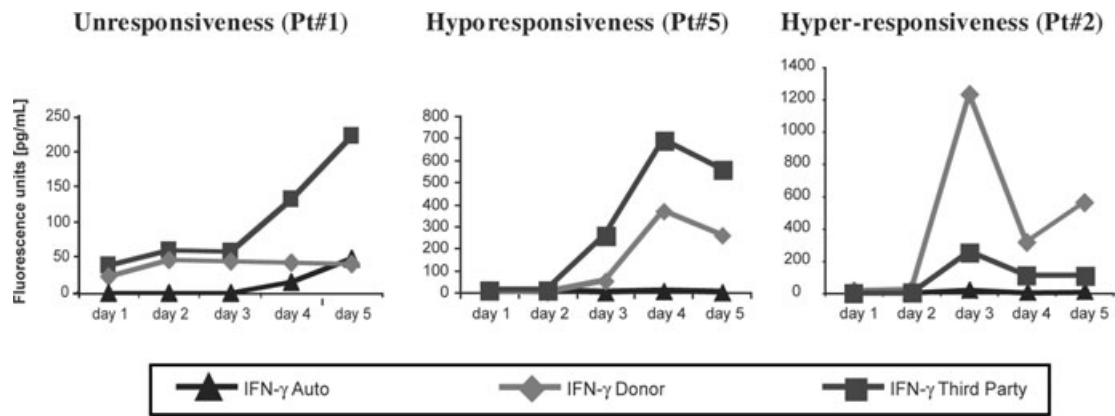 Unresponsiveness (Pt#1)
Hyporesponsiveness (Pt#5)
Hyper-responsiveness (Pt#2)
Fluorescence units [pg/mL]
250
200
150
100
50
0
day 1 day 2 day 3 day 4 day 5
800
700
600
500
400
300
200
100
0
day 1 day 2 day 3 day 4 day 5
1400
1200
1000
800
600
400
200
0
day 1 day 2 day 3 day 4 day 5
IFN-γ Auto
IFN-γ Donor
IFN-γ Third Party